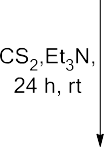 CS₂,Et₃N,
24 h, rt